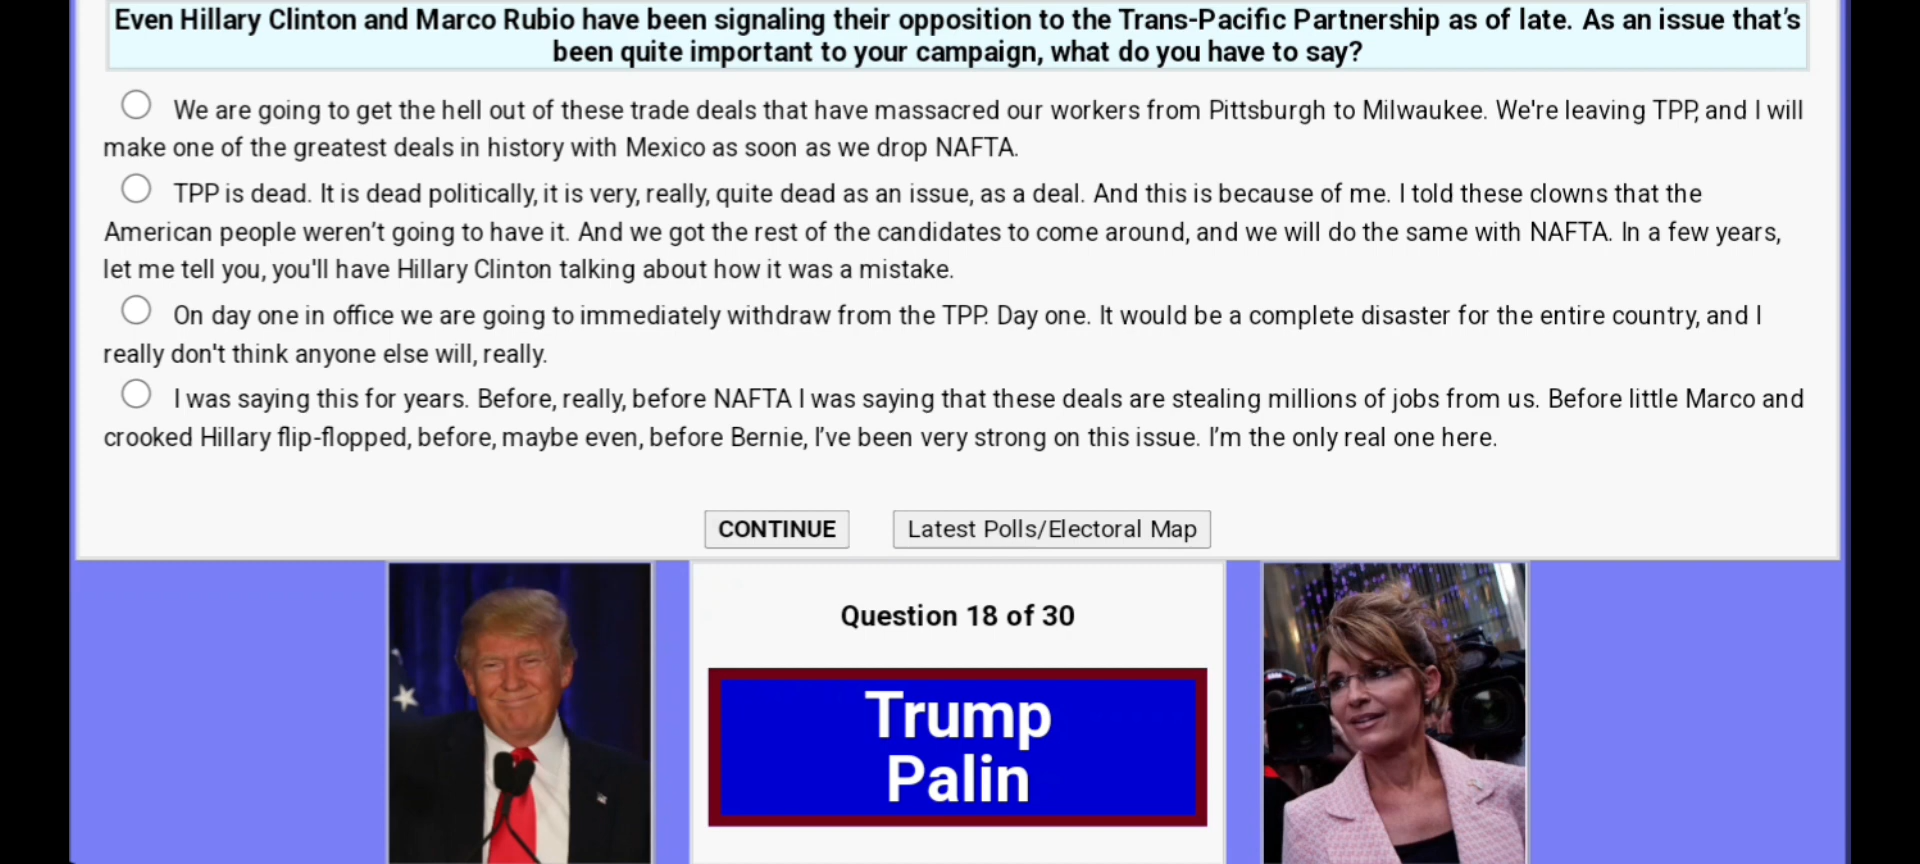 Even Hillary Clinton and Marco Rubio have been signaling their opposition to the Trans-Pacific Partnership as of late. As an issue that’s
been quite important to your campaign, what do you have to say?
We are going to get the hell out of these trade deals that have massacred our workers from Pittsburgh to Milwaukee. We're leaving TPP, and I will
make one of the greatest deals in history with Mexico as soon as we drop NAFTA.
TPP is dead. It is dead politically, it is very, really, quite dead as an issue, as a deal. And this is because of me. I told these clowns that the
American people weren’t going to have it. And we got the rest of the candidates to come around, and we will do the same with NAFTA. In a few years,
let me tell you, you'll have Hillary Clinton talking about how it was a mistake.
On day one in office we are going to immediately withdraw from the TPP. Day one. It would be a complete disaster for the entire country, and I
really don't think anyone else will, really.
I was saying this for years. Before, really, before NAFTA I was saying that these deals are stealing millions of jobs from us. Before little Marco and
crooked Hillary flip-flopped, before, maybe even, before Bernie, I’ve been very strong on this issue. I’m the only real one here.
CONTINUE
Latest Polls/Electoral Map
Question 18 of 30
Trump
Palin